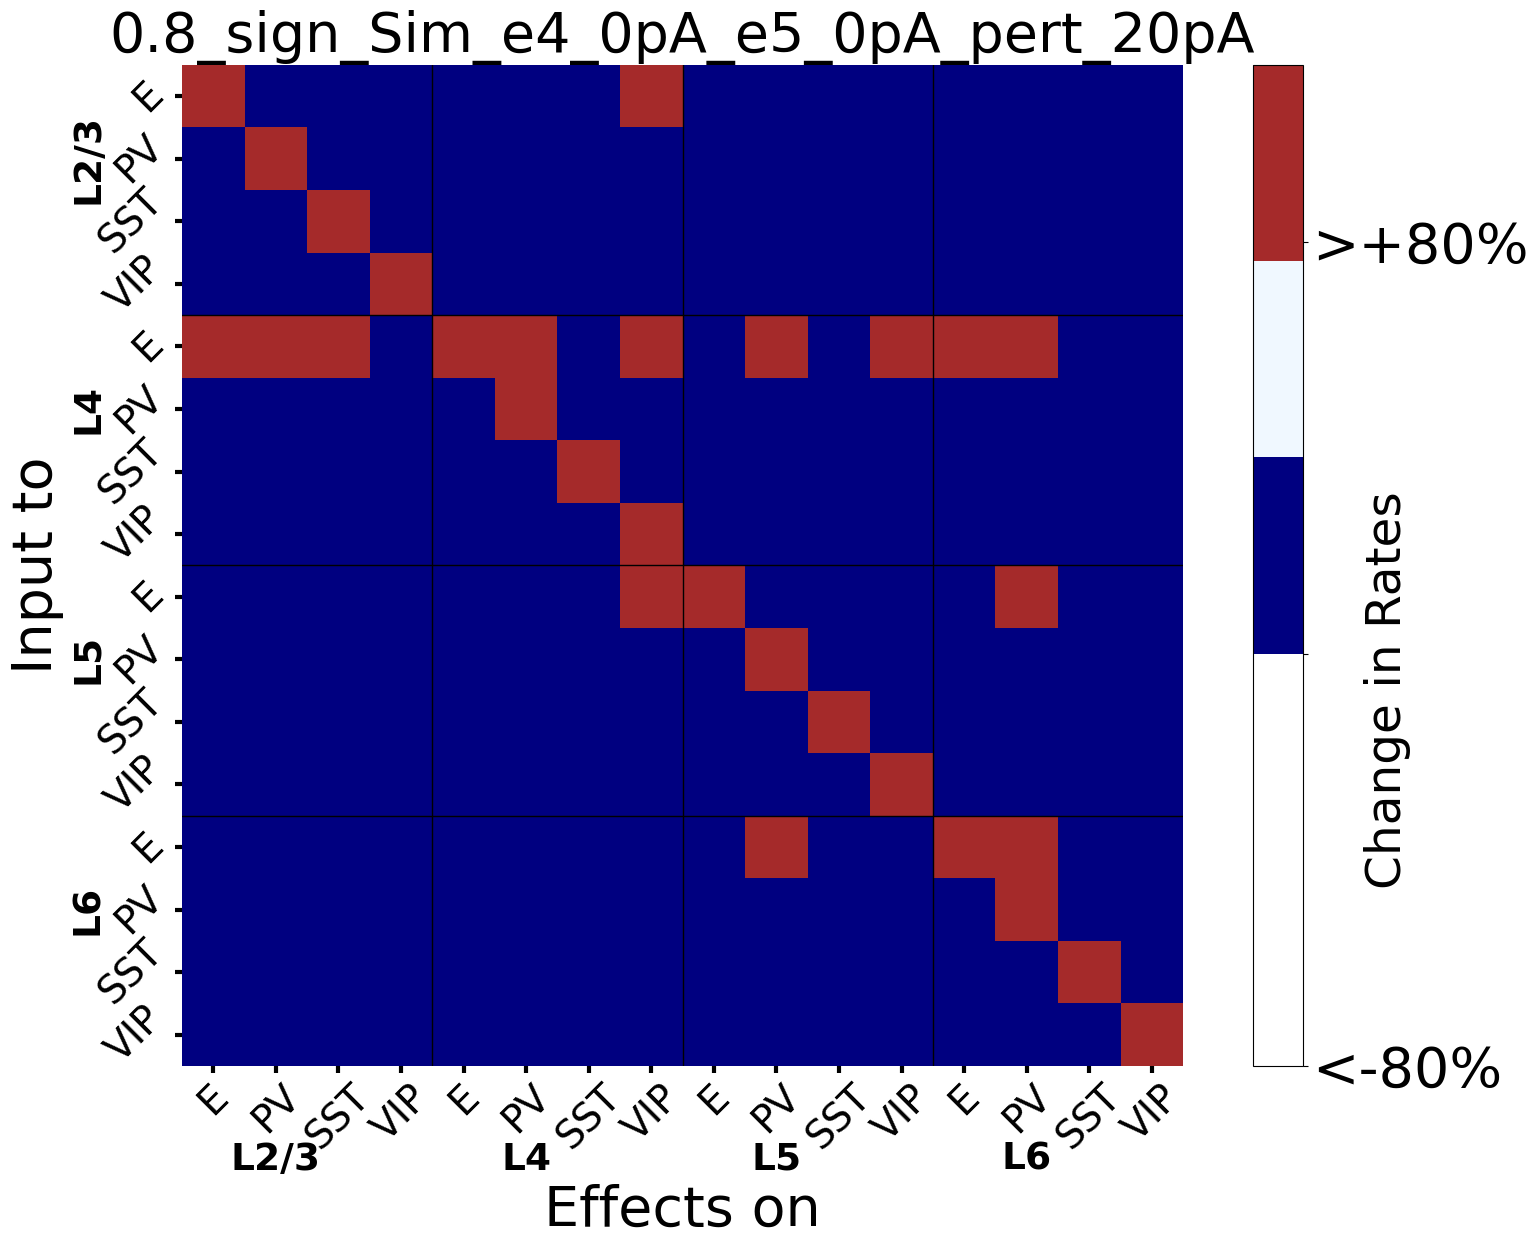 0.8_sign_Sim_e4_0pA_e5_0pA_pert_20pA
Input to
L2/3
E
PV
SST
VIP
L4
E
PV
SST
VIP
L5
E
PV
SST
VIP
L6
E
PV
SST
VIP
E PV SST VIP E PV SST VIP E PV SST VIP E PV SST VIP
L2/3 L4 L5 L6
Effects on
>+80%
<-80%
Change in Rates